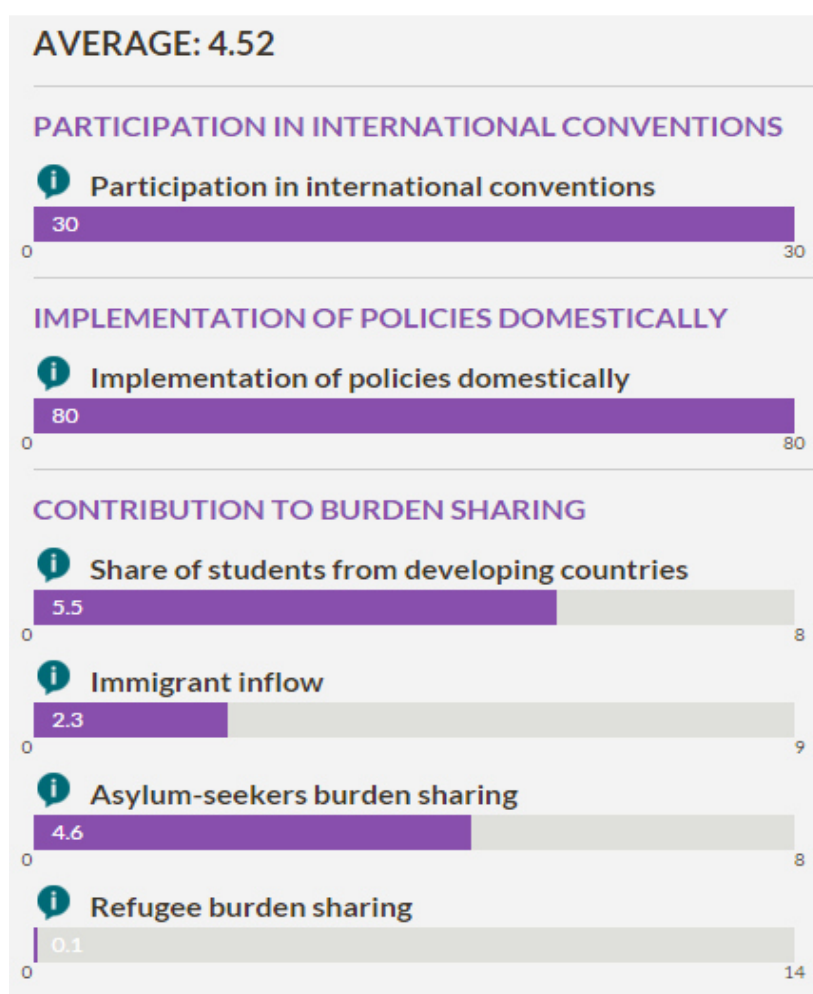 AVERAGE: 4.52
PARTICIPATION IN INTERNATIONAL CONVENTIONS
Participation in international conventions
30
0 30
IMPLEMENTATION OF POLICIES DOMESTICALLY
Implementation of policies domestically
80
0 80
CONTRIBUTION TO BURDEN SHARING
Share of students from developing countries
5.5
0 8
Immigrant inflow
2.3
0 9
Asylum-seekers burden sharing
4.6
0 8
Refugee burden sharing
0.1
0 14